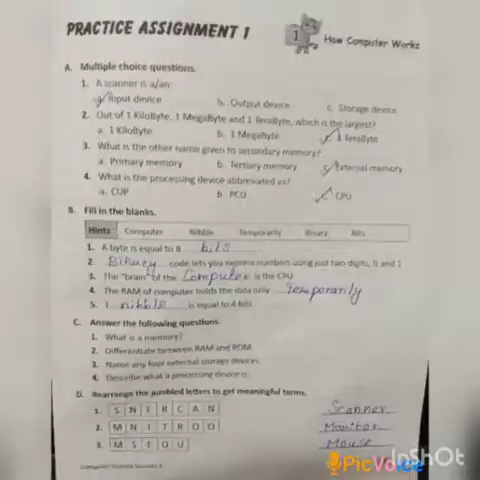 PRACTICE ASSIGNMENT 1
1
How Computer Works
A. Multiple choice questions.
1. A scanner is a/an:
a. Input device b. Output device c. Storage device
2. Out of 1 KiloByte, 1 MegaByte and 1 TeraByte, which is the largest?
a. 1 KiloByte b. 1 MegaByte c. 1 TeraByte
3. What is the other name given to secondary memory?
a. Primary memory b. Tertiary memory c. External memory
4. What is the processing device abbreviated as?
a. CUP b. PCU c. CPU
B. Fill in the blanks.
Hints Computer Nibble Temporarily Binary Bits
1. A byte is equal to 8 bits
2. Binary code lets you express numbers using just two digits, 0 and 1
3. The "brain" of the Computer is the CPU
4. The RAM of computer holds the data only temporarily
5. 1 nibble is equal to 4 bits
C. Answer the following questions.
1. What is a memory?
2. Differentiate between RAM and ROM.
3. Name any four external storage devices.
4. Describe what a processing device is.
D. Rearrange the jumbled letters to get meaningful terms.
1. S N E R C A N Scanner
2. M N I T R O O Monitor
3. M S E O U Mouse
InShOt
PicVoice